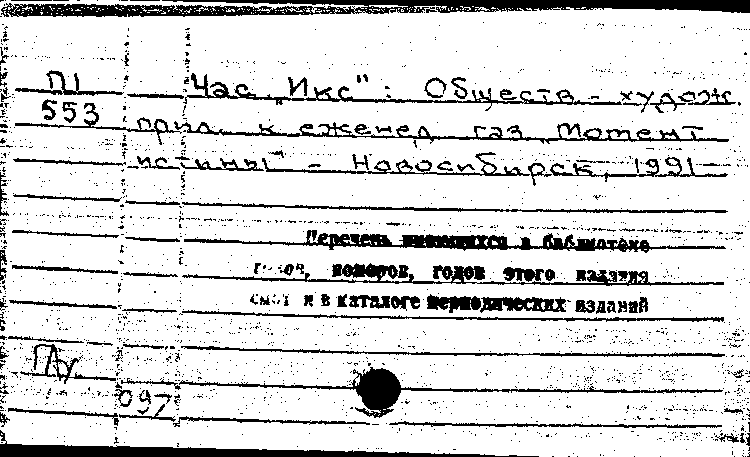 П1
553
Час „Икс": Обществ.-худож.
прил. к еженед. газ. „Момент
истины" - Новосибирск, 1991-
Перечень имеющихся в библиотеке
номеров, годов этого издания
и в каталоге периодических изданий
097